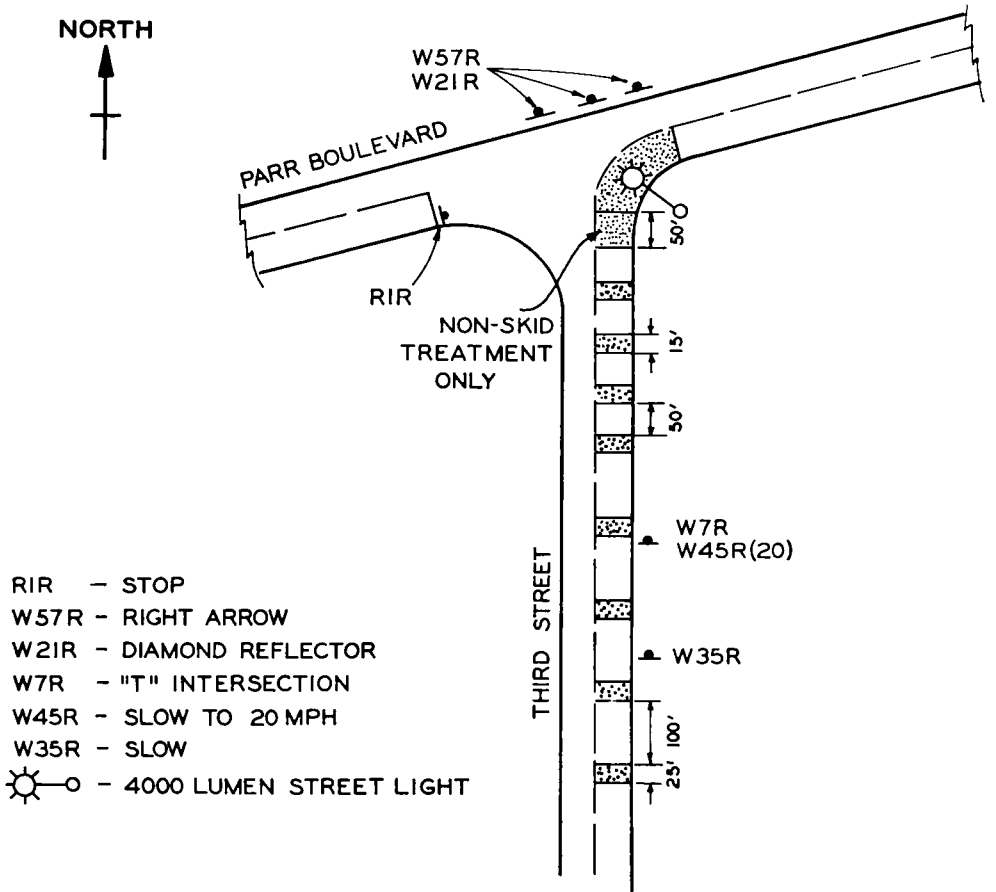 NORTH
W57R
W21R
PARR BOULEVARD
50'
RIR
NON-SKID
TREATMENT
ONLY
15'
50'
W7R
W45R(20)
THIRD STREET
W35R
100'
25'
RIR - STOP
W57R - RIGHT ARROW
W21R - DIAMOND REFLECTOR
W7R - "T" INTERSECTION
W45R - SLOW TO 20 MPH
W35R - SLOW
- 4000 LUMEN STREET LIGHT